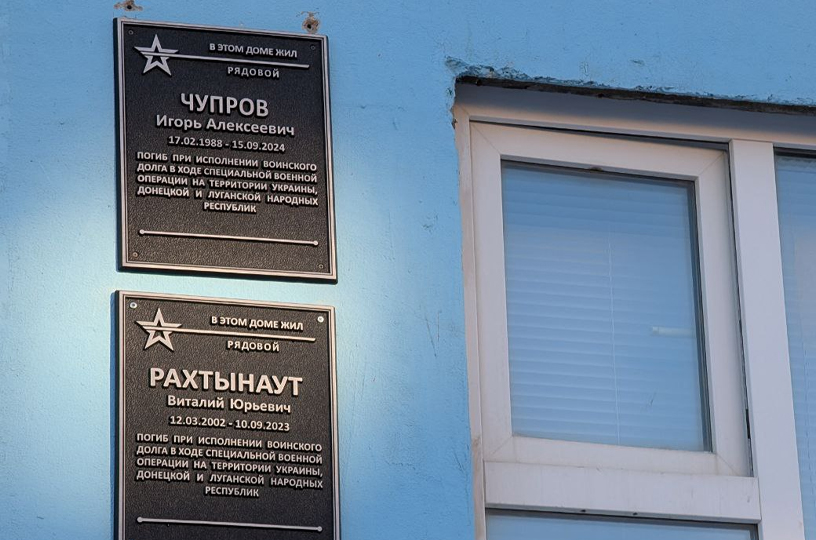 В ЭТОМ ДОМЕ ЖИЛ
РЯДОВОЙ
ЧУПРОВ
Игорь Алексеевич
17.02.1988 - 15.09.2024
ПОГИБ ПРИ ИСПОЛНЕНИИ ВОИНСКОГО
ДОЛГА В ХОДЕ СПЕЦИАЛЬНОЙ ВОЕННОЙ
ОПЕРАЦИИ НА ТЕРРИТОРИИ УКРАИНЫ,
ДОНЕЦКОЙ И ЛУГАНСКОЙ НАРОДНЫХ
РЕСПУБЛИК
В ЭТОМ ДОМЕ ЖИЛ
РЯДОВОЙ
РАХТЫНАУТ
Виталий Юрьевич
12.03.2002 - 10.09.2023
ПОГИБ ПРИ ИСПОЛНЕНИИ ВОИНСКОГО
ДОЛГА В ХОДЕ СПЕЦИАЛЬНОЙ ВОЕННОЙ
ОПЕРАЦИИ НА ТЕРРИТОРИИ УКРАИНЫ,
ДОНЕЦКОЙ И ЛУГАНСКОЙ НАРОДНЫХ
РЕСПУБЛИК